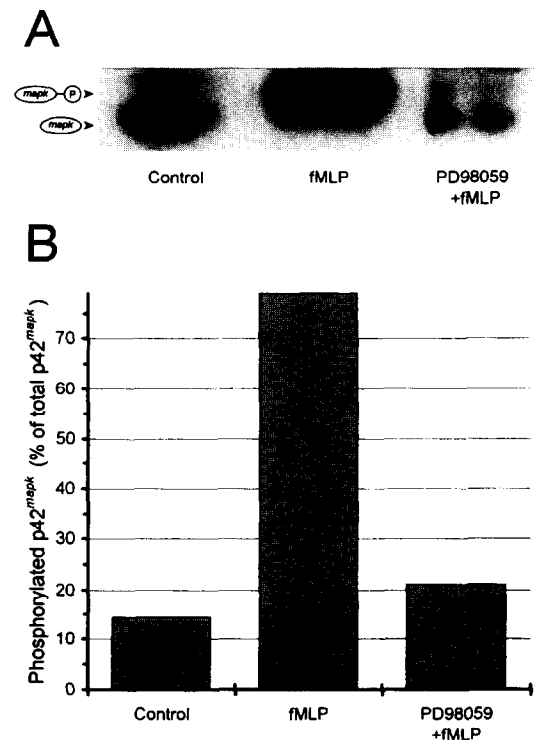 A
mapk P
mapk
Control fMLP PD98059
+fMLP
B
Phosphorylated p42mapk (% of total p42mapk)
70
60
50
40
30
20
10
0
Control fMLP PD98059
+fMLP